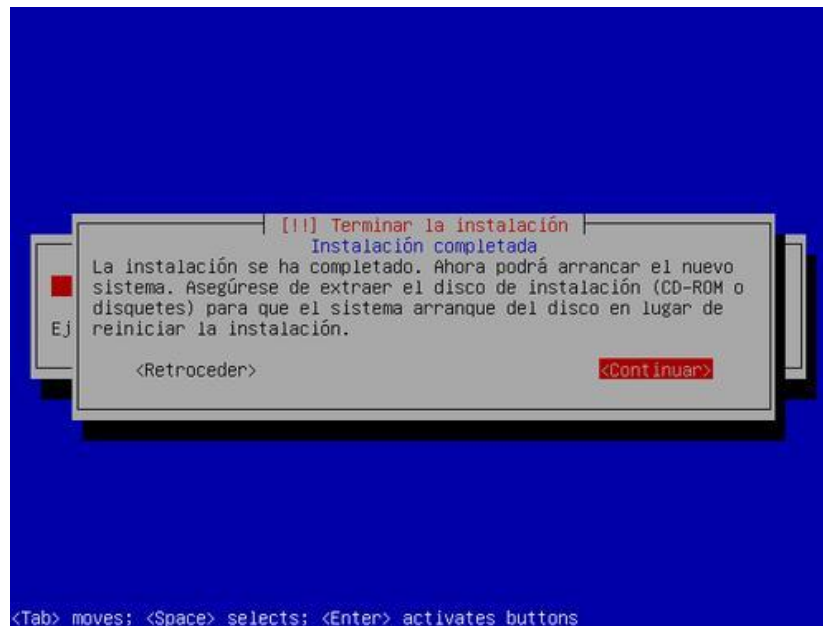 [!!] Terminar la instalación
Instalación completada
La instalación se ha completado. Ahora podrá arrancar el nuevo
sistema. Asegúrese de extraer el disco de instalación (CD-ROM o
disquetes) para que el sistema arranque del disco en lugar de
Ej
reiniciar la instalación.
<Retroceder> <Continuar>
<Tab> moves; <Space> selects; <Enter> activates buttons